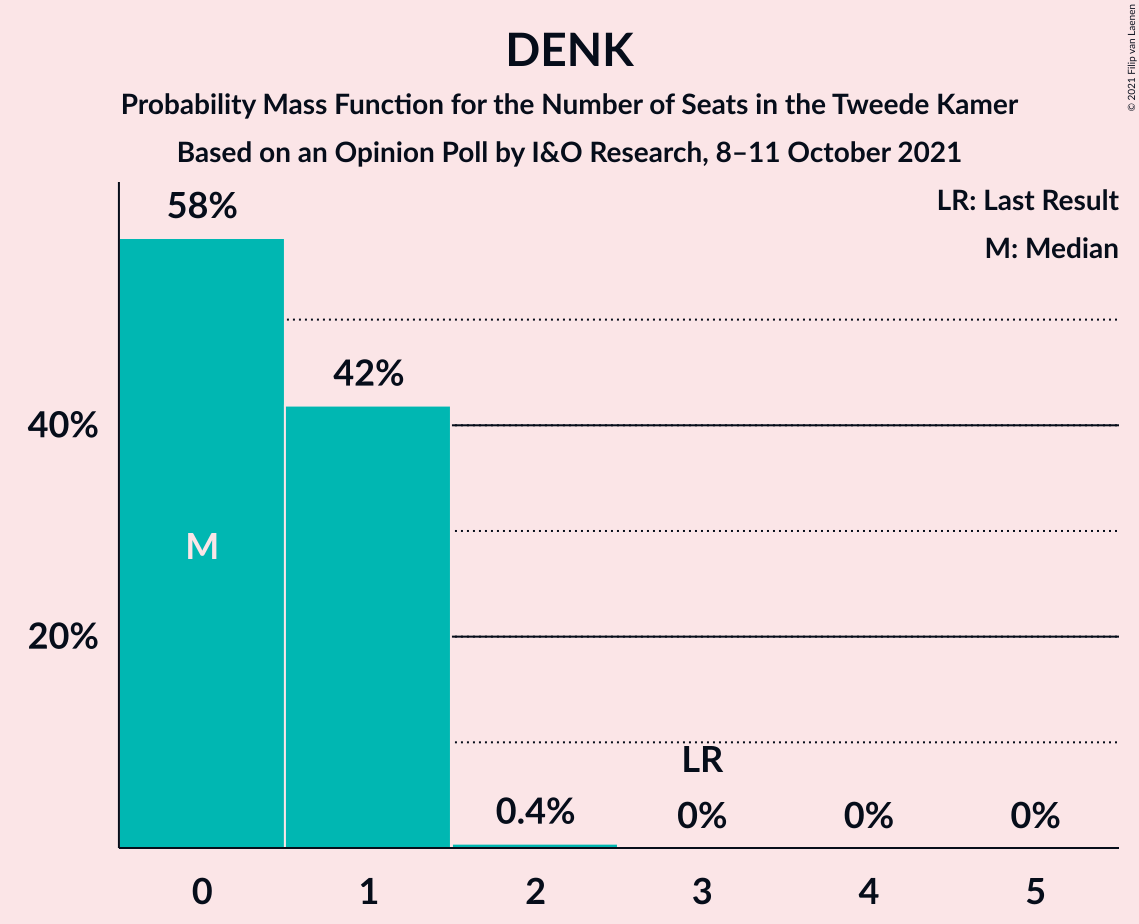 DENK
Probability Mass Function for the Number of Seats in the Tweede Kamer
Based on an Opinion Poll by I&O Research, 8–11 October 2021
© 2021 Filip van Laenen
LR: Last Result
M: Median
58%
42%
40%
M
20%
LR
0.4%
0%
0%
0%
0 1 2 3 4 5